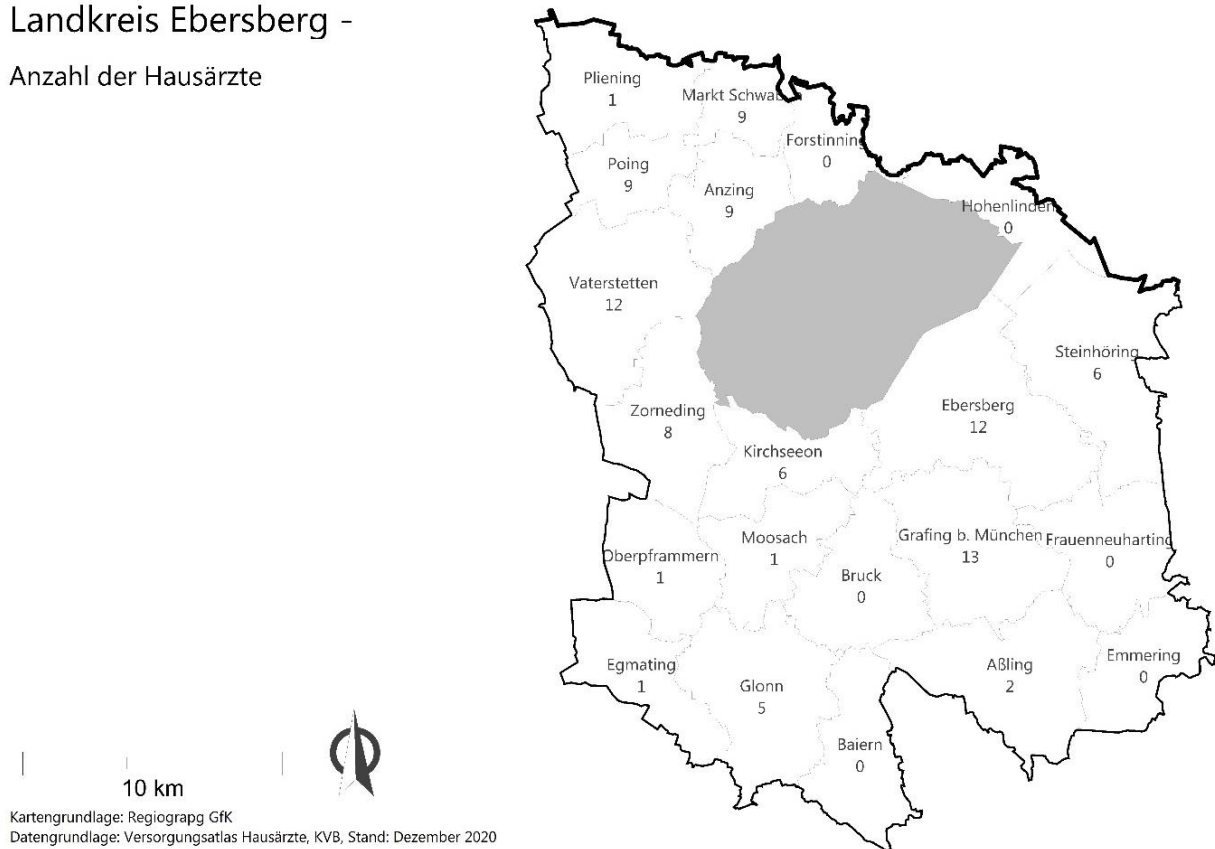 Landkreis Ebersberg -
Anzahl der Hausärzte
Pliening
1
Markt Schwaben
9
Forstinning
0
Poing
9
Anzing
9
Hohenlinden
0
Vaterstetten
12
Steinhöring
6
Zorneding
8
Ebersberg
12
Kirchseeon
6
Oberpframmern
1
Moosach
1
Bruck
0
Grafing b. München
13
Frauenneuharting
0
Egmating
1
Glonn
5
Baiern
0
Aßling
2
Emmering
0
10 km
Kartengrundlage: Regiograpg GfK
Datengrundlage: Versorgungsatlas Hausärzte, KVB, Stand: Dezember 2020